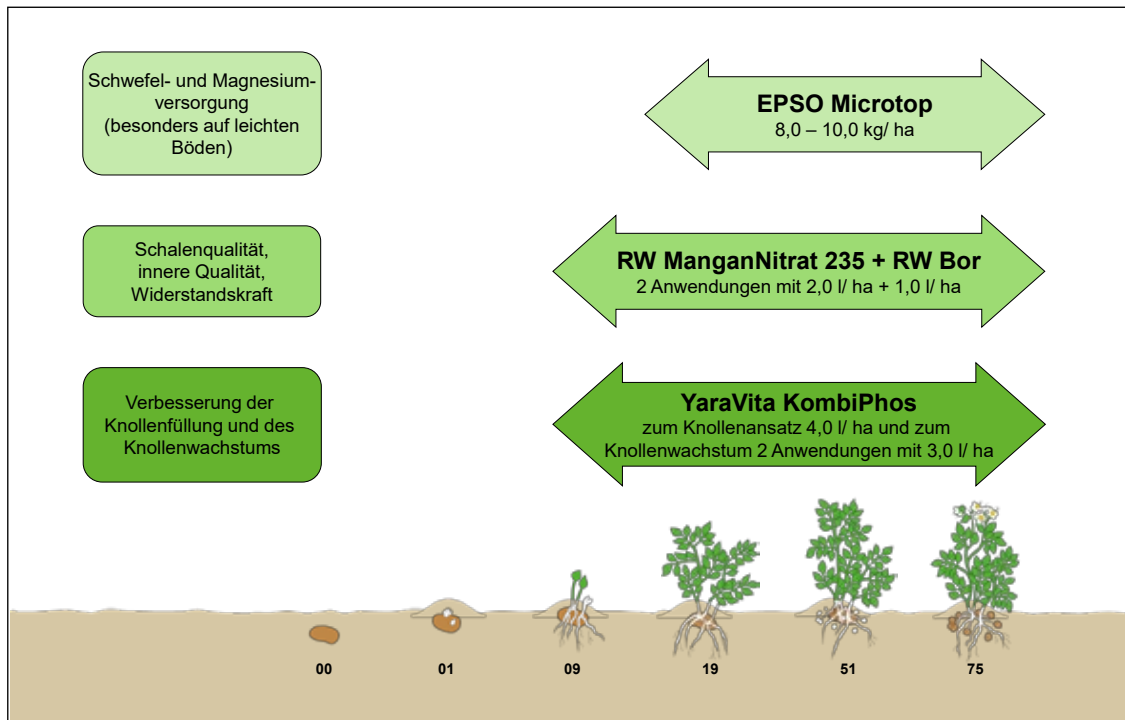 Schwefel- und Magnesium-
versorgung
(besonders auf leichten
Böden)
EPSO Microtop
8,0 – 10,0 kg/ ha
Schalenqualität,
innere Qualität,
Widerstandskraft
RW ManganNitrat 235 + RW Bor
2 Anwendungen mit 2,0 l/ ha + 1,0 l/ ha
Verbesserung der
Knollenfüllung und des
Knollenwachstums
YaraVita KombiPhos
zum Knollenansatz 4,0 l/ ha und zum
Knollenwachstum 2 Anwendungen mit 3,0 l/ ha
00 01 09 19 51 75